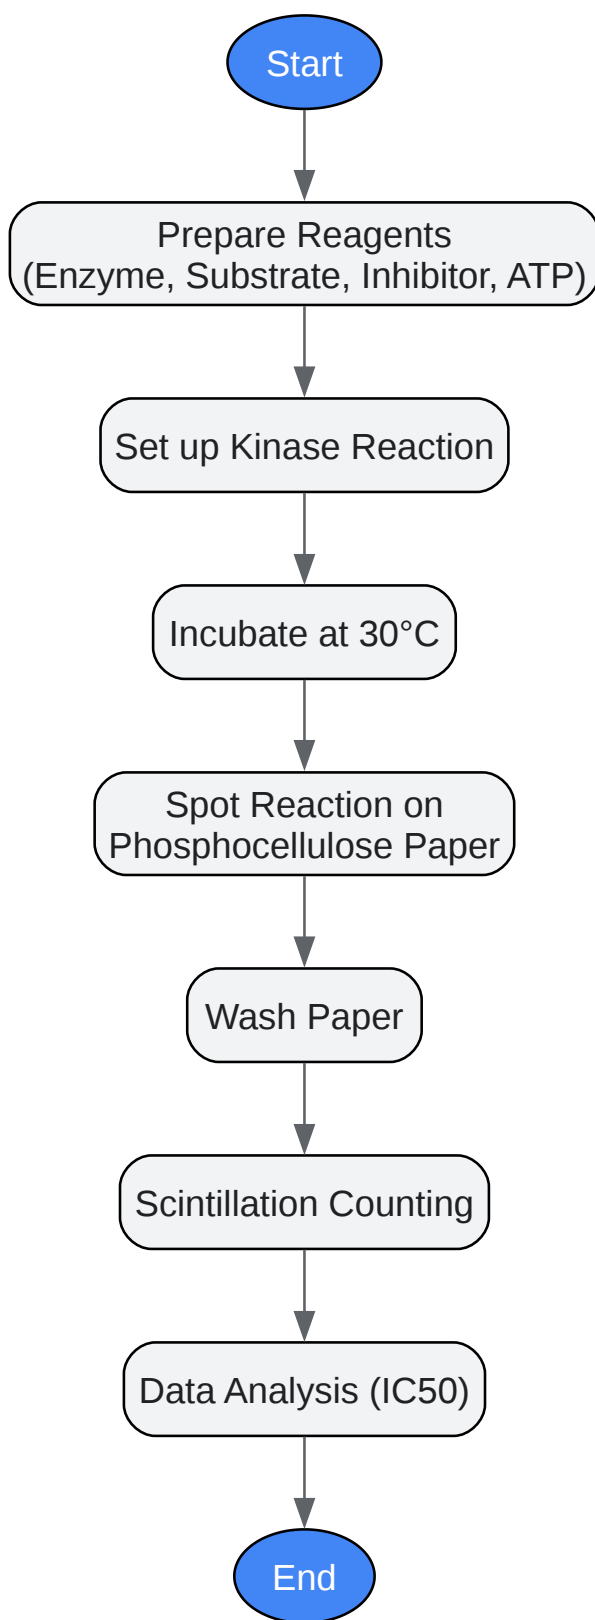 Start
Prepare Reagents
(Enzyme, Substrate, Inhibitor, ATP)
Set up Kinase Reaction
Incubate at 30°C
Spot Reaction on
Phosphocellulose Paper
Wash Paper
Scintillation Counting
Data Analysis (IC50)
End